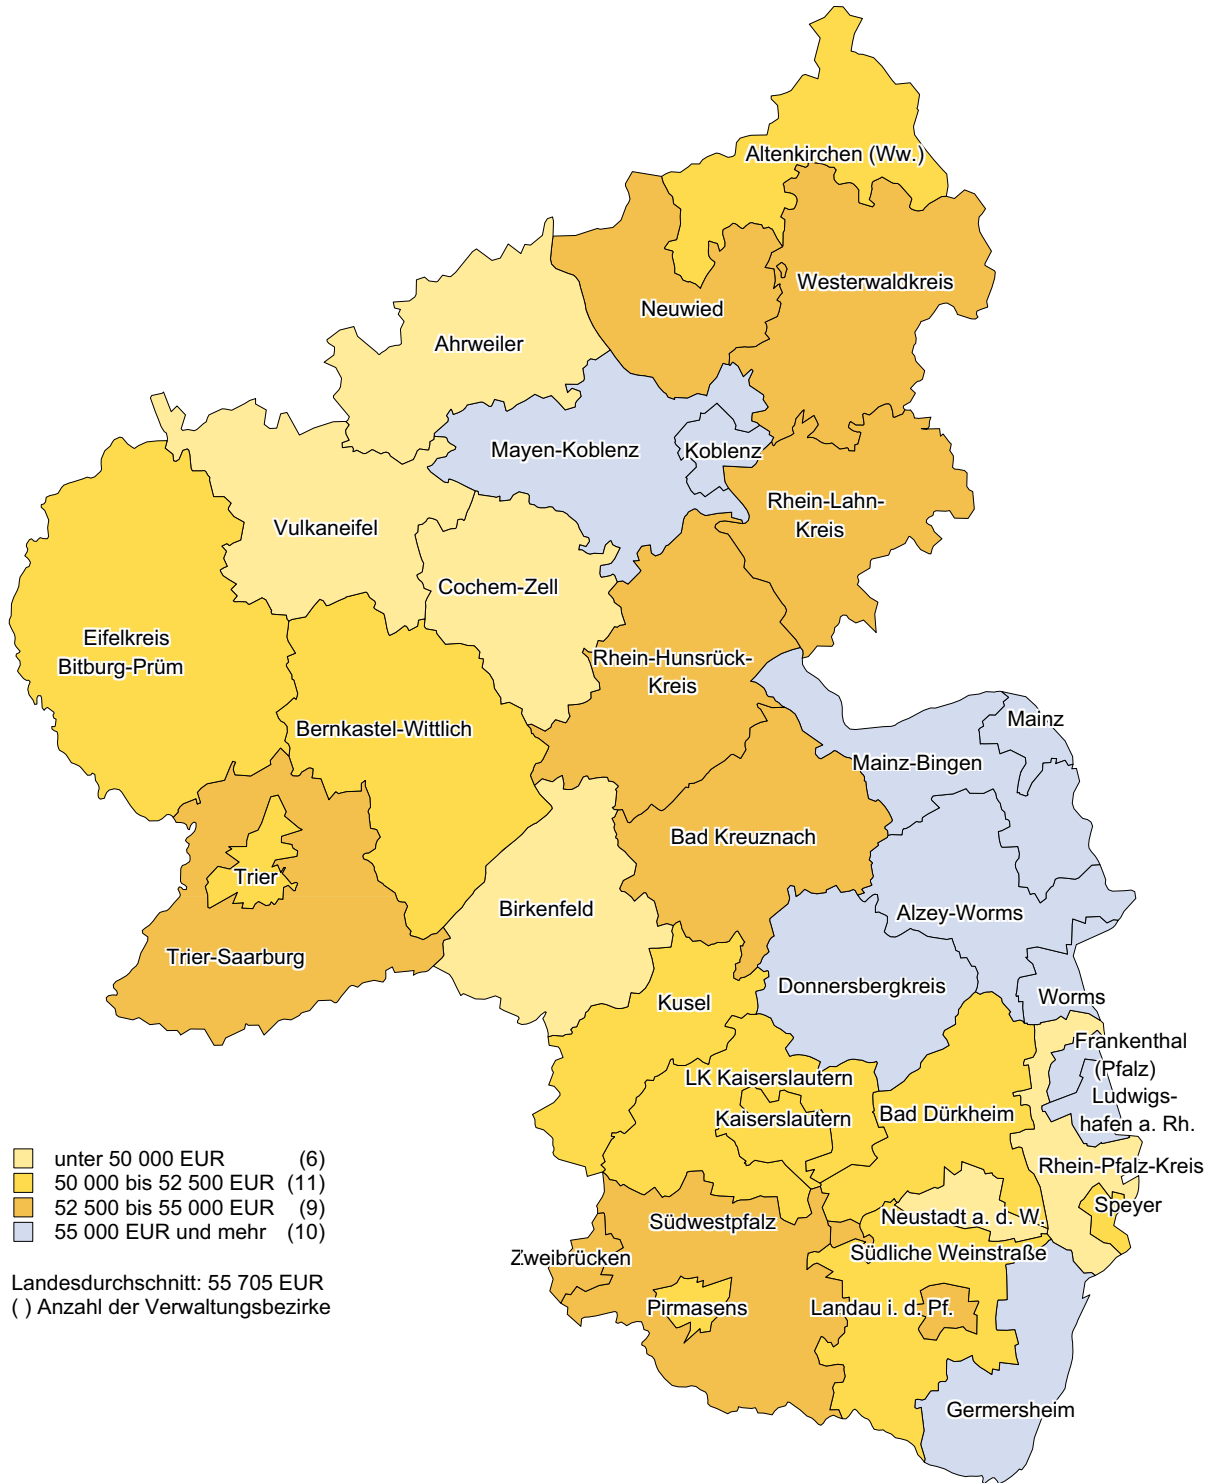 Altenkirchen (Ww.)
Westerwaldkreis
Neuwied
Ahrweiler
Mayen-Koblenz
Koblenz
Rhein-Lahn-
Kreis
Vulkaneifel
Cochem-Zell
Eifelkreis
Bitburg-Prüm
Rhein-Hunsrück-
Kreis
Bernkastel-Wittlich
Mainz
Mainz-Bingen
Bad Kreuznach
Trier
Birkenfeld
Alzey-Worms
Trier-Saarburg
Donnersbergkreis
Kusel
Worms
Frankenthal
(Pfalz)
LK Kaiserslautern
Ludwigs-
hafen a. Rh.
Kaiserslautern
Bad Dürkheim
Rhein-Pfalz-Kreis
Speyer
Neustadt a. d. W.
Südwestpfalz
Südliche Weinstraße
Zweibrücken
Pirmasens
Landau i. d. Pf.
Germersheim
unter 50 000 EUR (6)
50 000 bis 52 500 EUR (11)
52 500 bis 55 000 EUR (9)
55 000 EUR und mehr (10)
Landesdurchschnitt: 55 705 EUR
( ) Anzahl der Verwaltungsbezirke